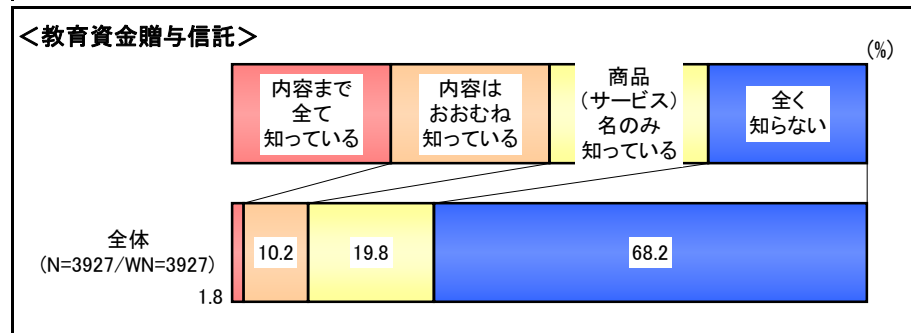 ＜教育資金贈与信託＞
(%)
内容まで
全て
知っている
内容は
おおむね
知っている
商品
（サービス）
名のみ
知っている
全く
知らない
全体
(N=3927/WN=3927)
1.8
10.2
19.8
68.2